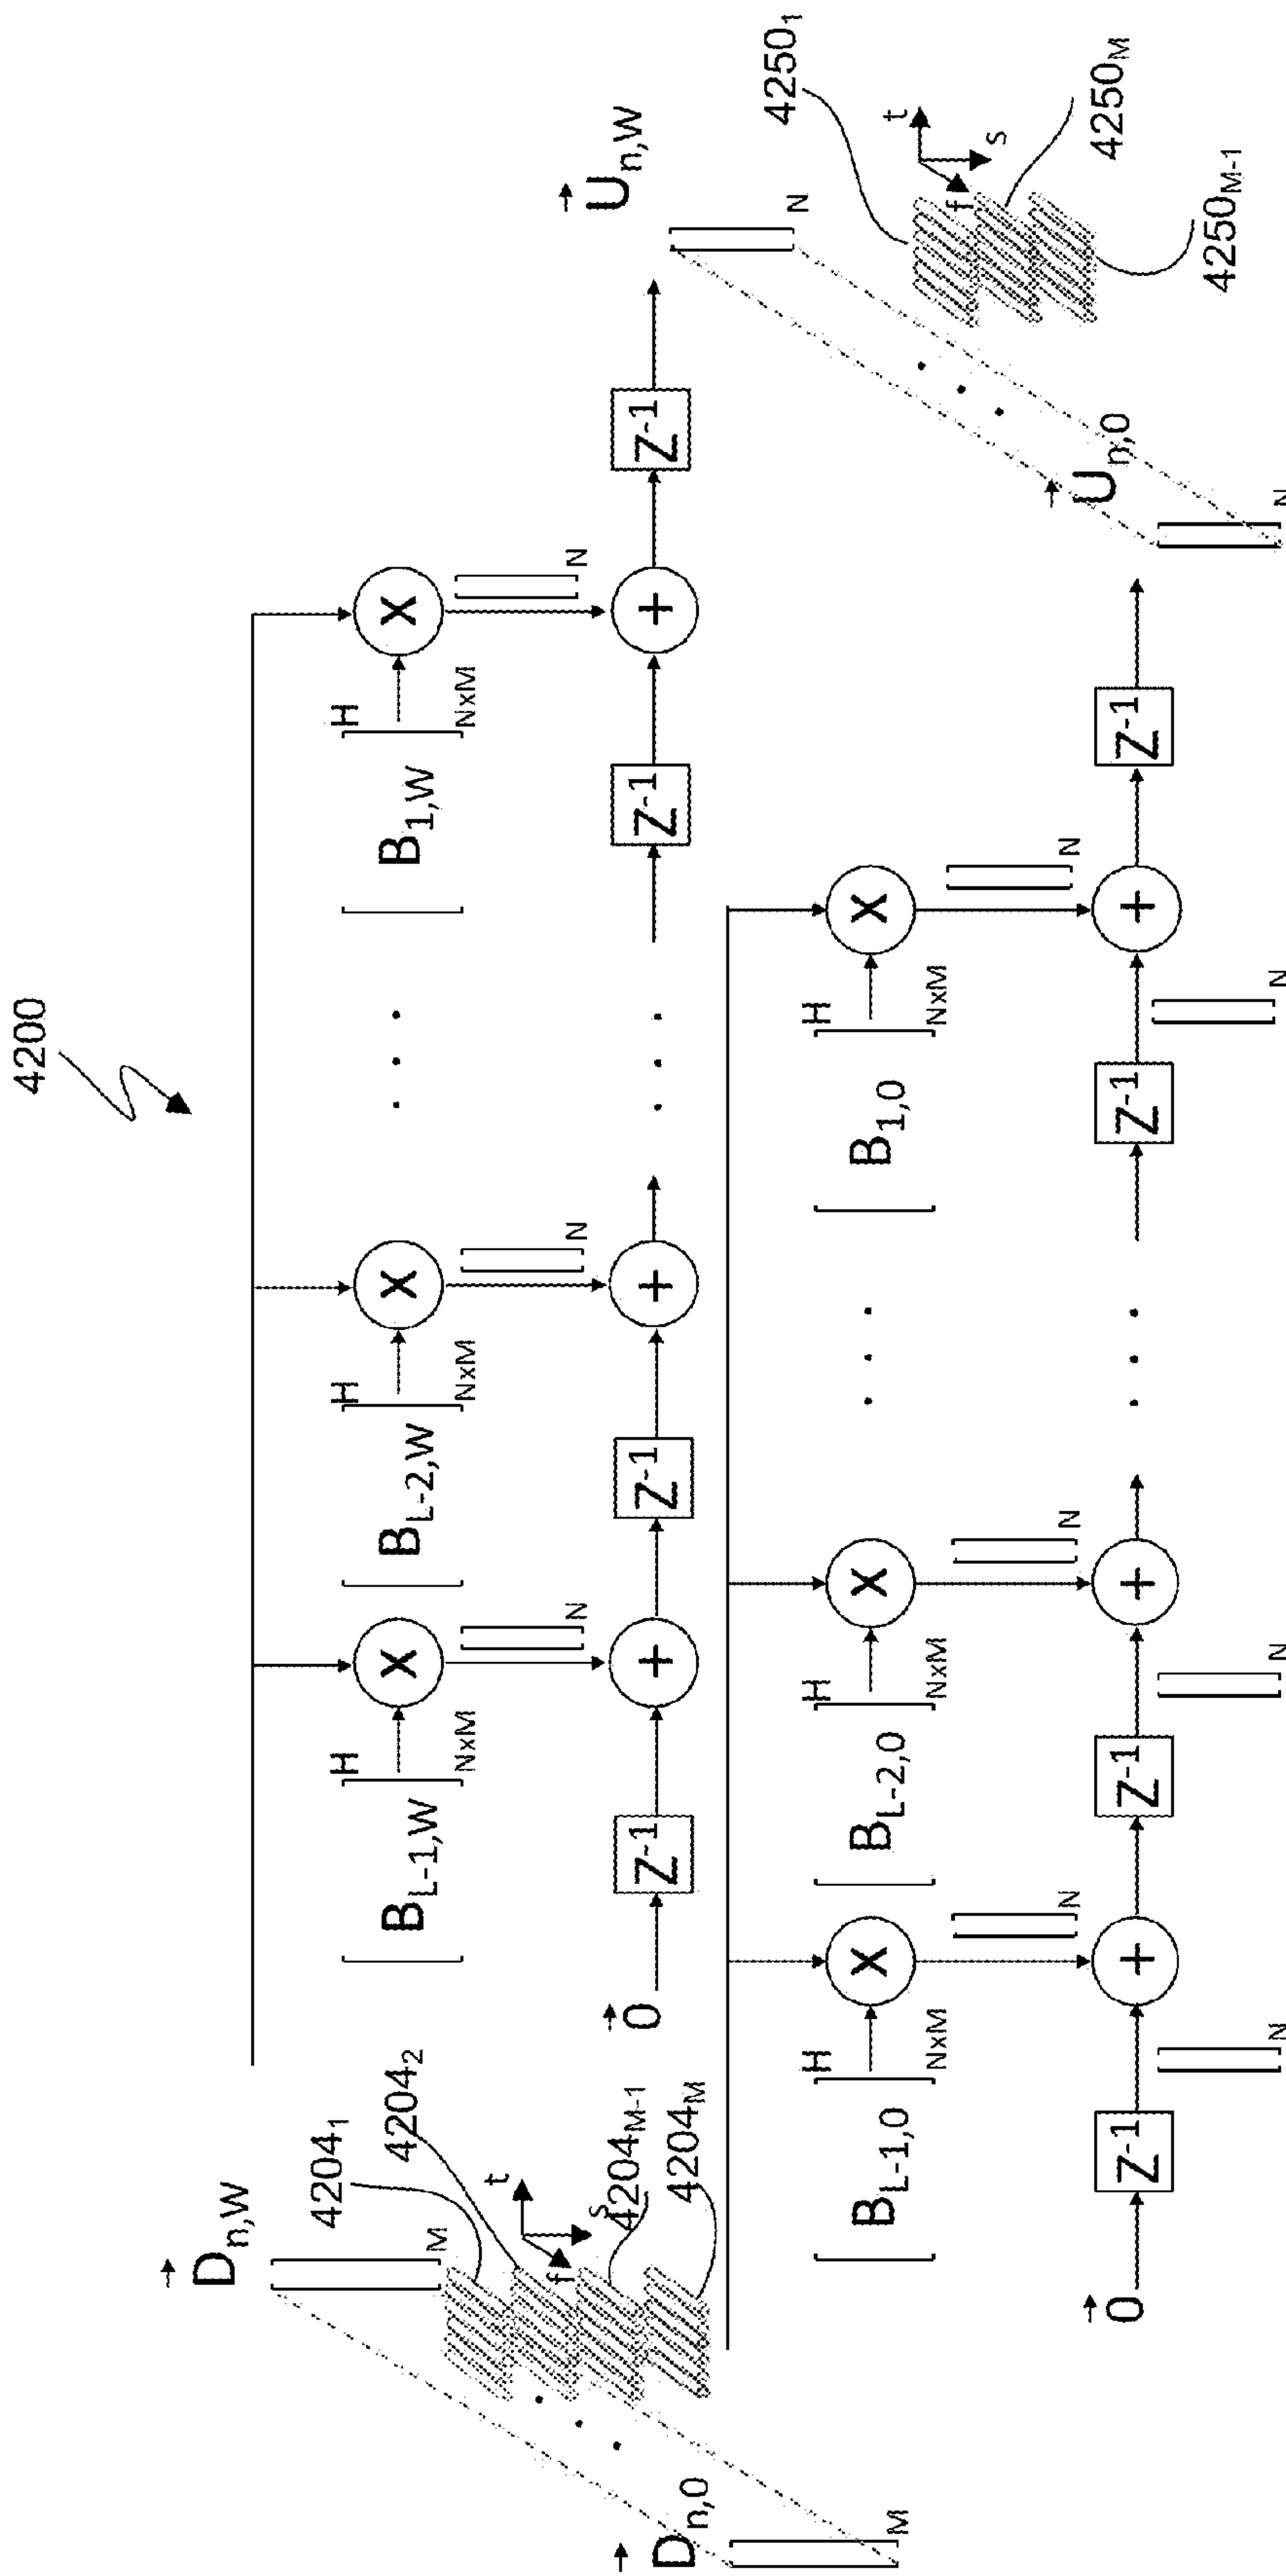 4200
D⃗n,W
M
4204₁
4204₂
t
s
f
4204M-1
4204M
D⃗n,0
M
[ BL-1,W ]H NxM
X
N
[ BL-2,W ]H NxM
X
N
. . .
[ B1,W ]H NxM
X
N
0⃗
Z-1
+
Z-1
+
. . .
Z-1
+
Z-1
U⃗n,W
N
[ BL-1,0 ]H NxM
X
N
[ BL-2,0 ]H NxM
X
N
. . .
[ B1,0 ]H NxM
X
N
0⃗
Z-1
N
+
Z-1
N
+
. . .
Z-1
N
+
Z-1
U⃗n,0
N
4250₁
t
s
f
4250M
4250M-1